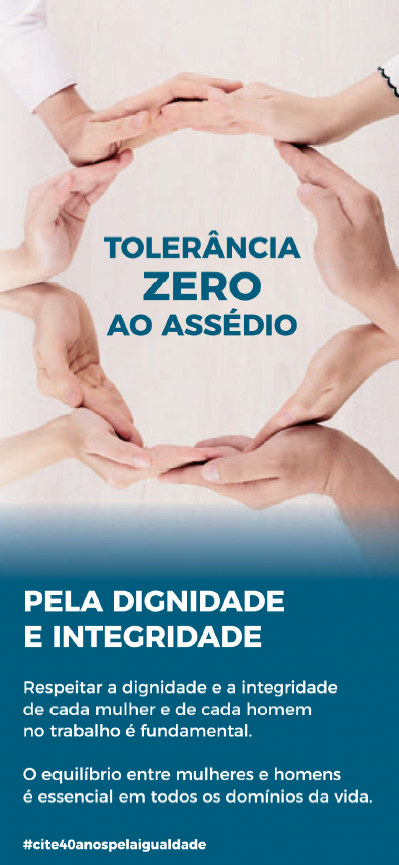 TOLERÂNCIA
ZERO
AO ASSÉDIO
PELA DIGNIDADE
E INTEGRIDADE
Respeitar a dignidade e a integridade
de cada mulher e de cada homem
no trabalho é fundamental.
O equilíbrio entre mulheres e homens
é essencial em todos os domínios da vida.
#cite40anospelaigualdade